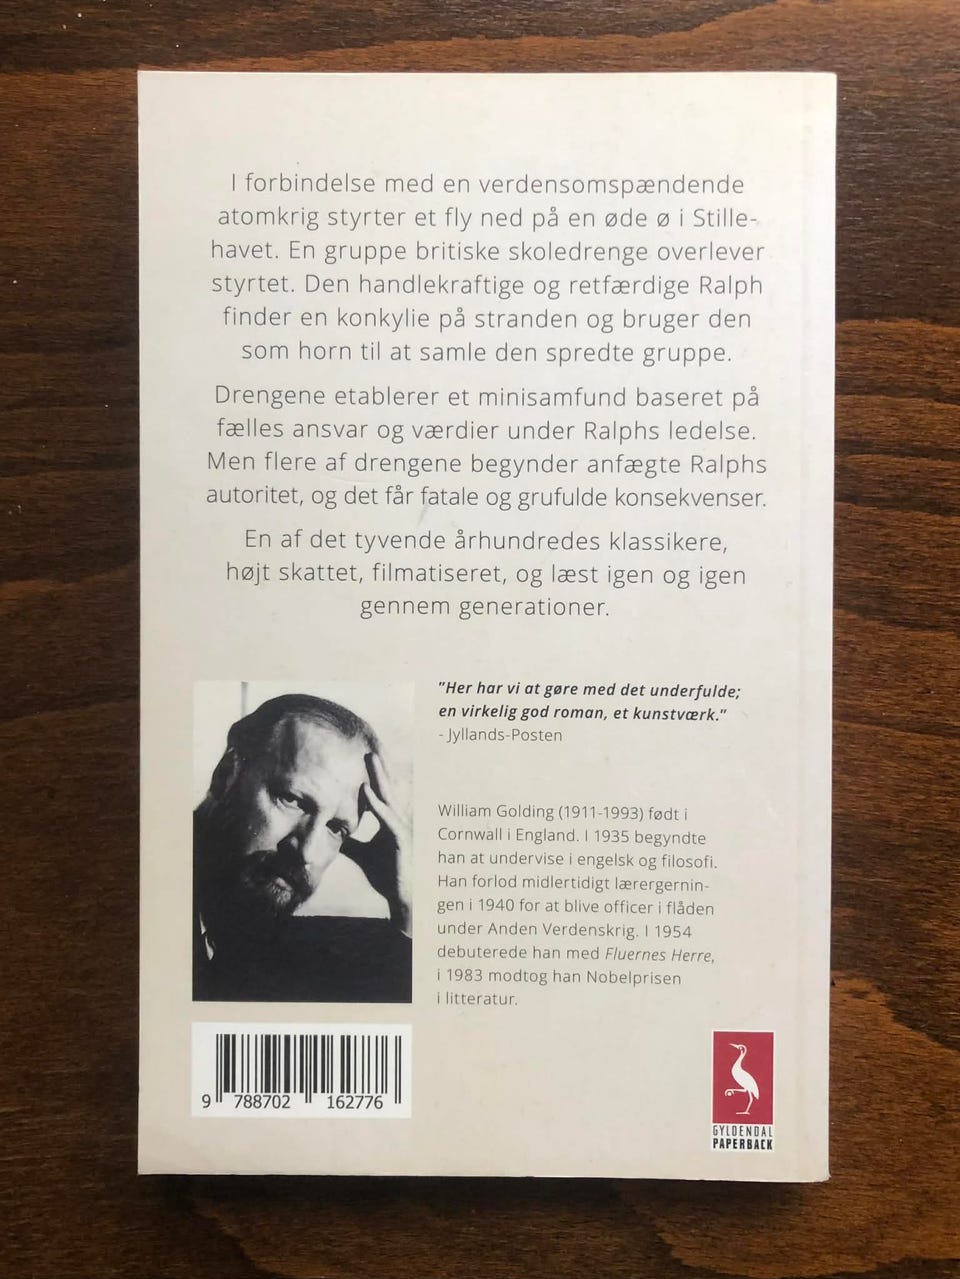 I forbindelse med en verdensomspændende
atomkrig styrter et fly ned på en øde ø i Stille-
havet. En gruppe britiske skoledrenge overlever
styrtet. Den handlekraftige og retfærdige Ralph
finder en konkylie på stranden og bruger den
som horn til at samle den spredte gruppe.
Drengene etablerer et minisamfund baseret på
fælles ansvar og værdier under Ralphs ledelse.
Men flere af drengene begynder anfægte Ralphs
autoritet, og det får fatale og grufulde konsekvenser.
En af det tyvende århundredes klassikere,
højt skattet, filmatiseret, og læst igen og igen
gennem generationer.
"Her har vi at gøre med det underfulde;
en virkelig god roman, et kunstværk."
- Jyllands-Posten
William Golding (1911-1993) født i
Cornwall i England. I 1935 begyndte
han at undervise i engelsk og filosofi.
Han forlod midlertidigt lærergernin-
gen i 1940 for at blive officer i flåden
under Anden Verdenskrig. I 1954
debuterede han med Fluernes Herre,
i 1983 modtog han Nobelprisen
i litteratur.
9 788702 162776
GYLDENDAL
PAPERBACK